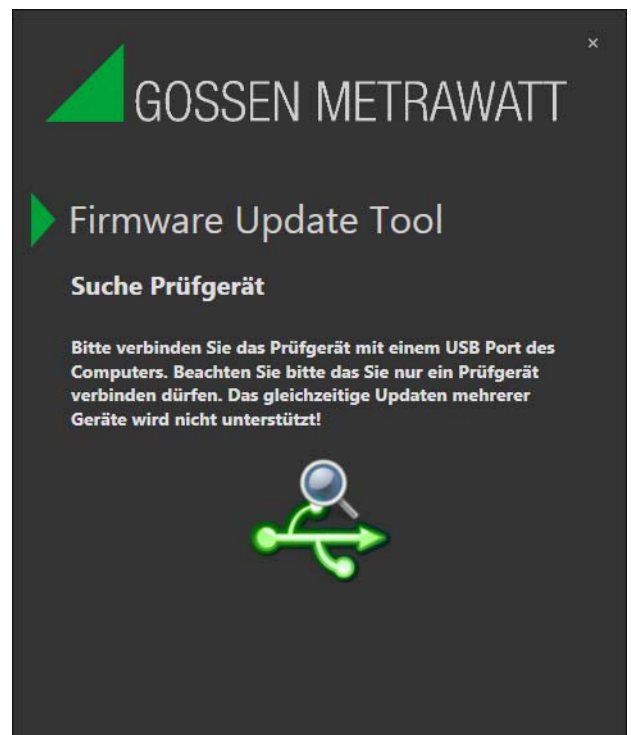 ×
GOSSEN METRAWATT
Firmware Update Tool
Suche Prüfgerät
Bitte verbinden Sie das Prüfgerät mit einem USB Port des
Computers. Beachten Sie bitte das Sie nur ein Prüfgerät
verbinden dürfen. Das gleichzeitige Updaten mehrerer
Geräte wird nicht unterstützt!